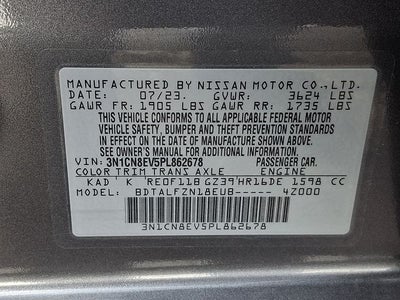 MANUFACTURED BY NISSAN MOTOR CO.,LTD.
DATE: 07/23. GVWR: 3624 LBS
GAWR FR: 1905 LBS GAWR RR: 1735 LBS
THIS VEHICLE CONFORMS TO ALL APPLICABLE FEDERAL MOTOR
VEHICLE SAFETY, BUMPER AND THEFT PREVENTION STANDARDS
IN EFFECT ON THE DATE OF MANUFACTURE SHOWN ABOVE.
SEE OWNER'S MANUAL FOR ADDITIONAL INFORMATION.
VIN: 3N1CN8EV5PL862678 PASSENGER CAR.
COLOR TRIM TRANS AXLE ENGINE
KAD K RE0F11B GZ39 HR16DE 1598 CC
MODEL: BDTALFZN18EU8----- 4Z000
3N1CN8EV5PL862678